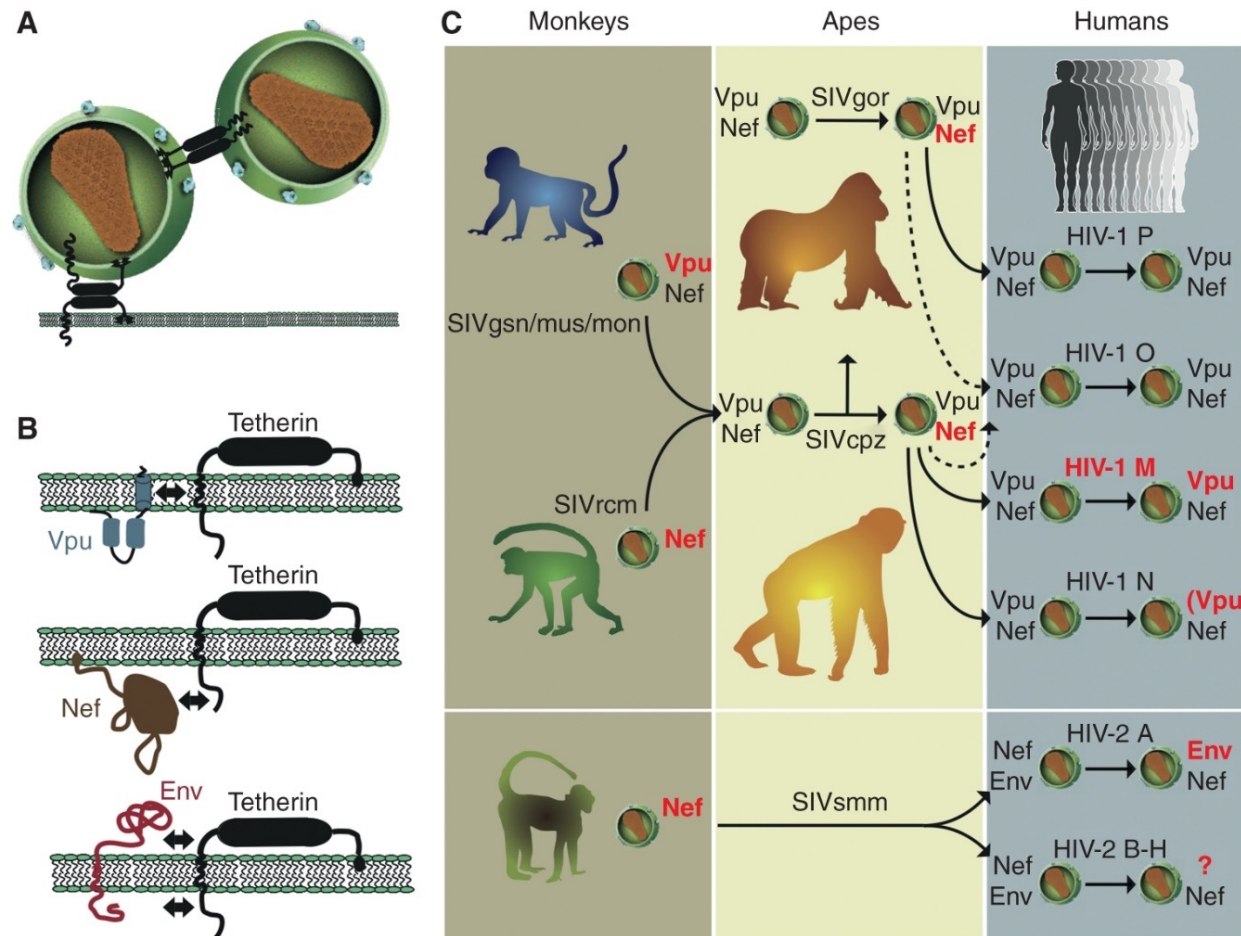 A
B
Tetherin
Vpu
Tetherin
Nef
Env
Tetherin
C
Monkeys
Apes
Humans
Vpu
Nef
SIVgor
Vpu
Nef
Vpu
Nef
SIVgsn/mus/mon
SIVrcm
Nef
Vpu
Nef
SIVcpz
Vpu
Nef
Vpu
Nef
HIV-1 P
Vpu
Nef
Vpu
Nef
HIV-1 O
Vpu
Nef
Vpu
Nef
HIV-1 M
Vpu
Nef
Vpu
Nef
HIV-1 N
(Vpu
Nef
Nef
SIVsmm
Nef
Env
HIV-2 A
Env
Nef
Nef
Env
HIV-2 B-H
?
Nef